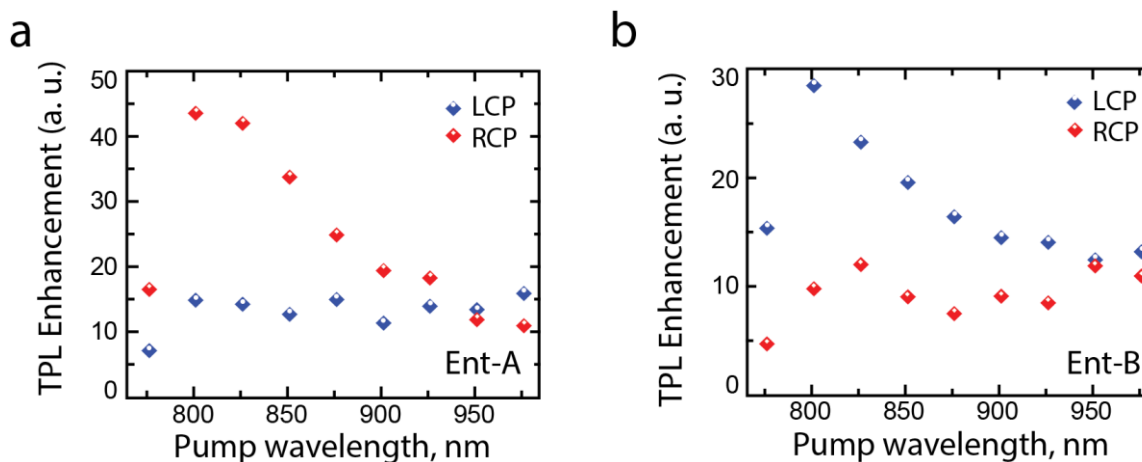 a
TPL Enhancement (a. u.)
50
40
30
20
10
0
LCP
RCP
Ent-A
800 850 900 950
Pump wavelength, nm
b
TPL Enhancement (a. u.)
30
20
10
0
LCP
RCP
Ent-B
800 850 900 950
Pump wavelength, nm